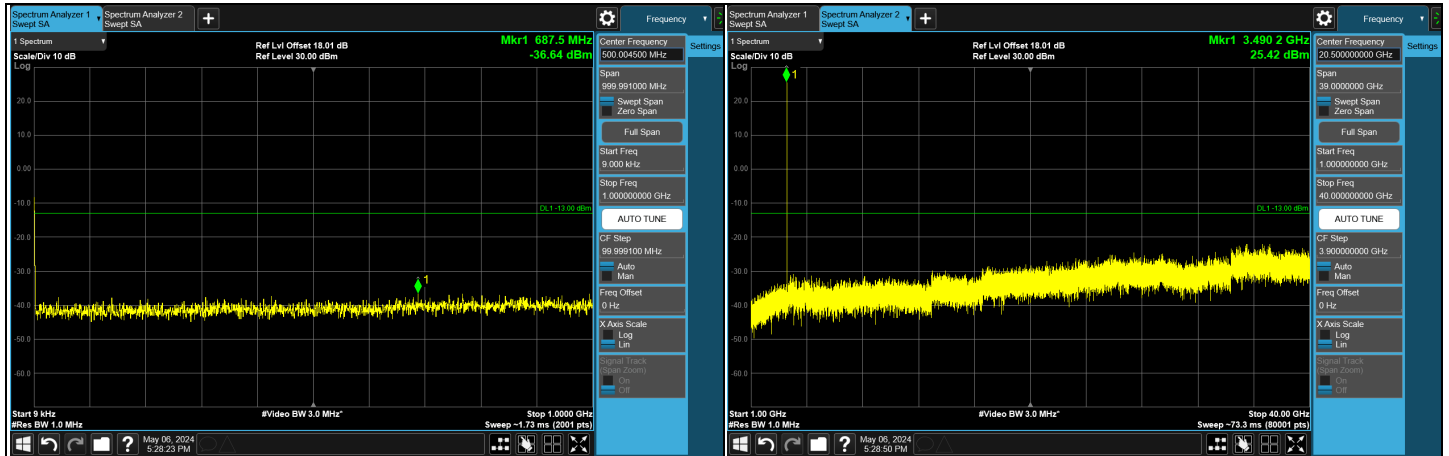 Spectrum Analyzer 1
Swept SA
Spectrum Analyzer 2
Swept SA
+
Frequency
1 Spectrum
Scale/Div 10 dB
Log
Ref Lvl Offset 18.01 dB
Ref Level 30.00 dBm
Mkr1 687.5 MHz
-36.64 dBm
20.0
10.0
0.00
-10.0
-20.0
-30.0
-40.0
-50.0
-60.0
DL1 -13.00 dBm
1
Start 9 kHz
#Res BW 1.0 MHz
#Video BW 3.0 MHz*
Stop 1.0000 GHz
Sweep ~1.73 ms (2001 pts)
Center Frequency
500.004500 MHz
Settings
Span
999.991000 MHz
Swept Span
Zero Span
Full Span
Start Freq
9.000 kHz
Stop Freq
1.000000000 GHz
AUTO TUNE
CF Step
99.999100 MHz
Auto
Man
Freq Offset
0 Hz
X Axis Scale
Log
Lin
Signal Track
(Span Zoom)
On
Off
?
May 06, 2024
5:28:23 PM
Spectrum Analyzer 1
Swept SA
Spectrum Analyzer 2
Swept SA
+
Frequency
1 Spectrum
Scale/Div 10 dB
Log
Ref Lvl Offset 18.01 dB
Ref Level 30.00 dBm
Mkr1 3.490 2 GHz
25.42 dBm
1
20.0
10.0
0.00
-10.0
-20.0
-30.0
-40.0
-50.0
-60.0
DL1 -13.00 dBm
Start 1.00 GHz
#Res BW 1.0 MHz
#Video BW 3.0 MHz*
Stop 40.00 GHz
Sweep ~73.3 ms (80001 pts)
Center Frequency
20.500000000 GHz
Settings
Span
39.0000000 GHz
Swept Span
Zero Span
Full Span
Start Freq
1.000000000 GHz
Stop Freq
40.000000000 GHz
AUTO TUNE
CF Step
3.900000000 GHz
Auto
Man
Freq Offset
0 Hz
X Axis Scale
Log
Lin
Signal Track
(Span Zoom)
On
Off
?
May 06, 2024
5:28:50 PM